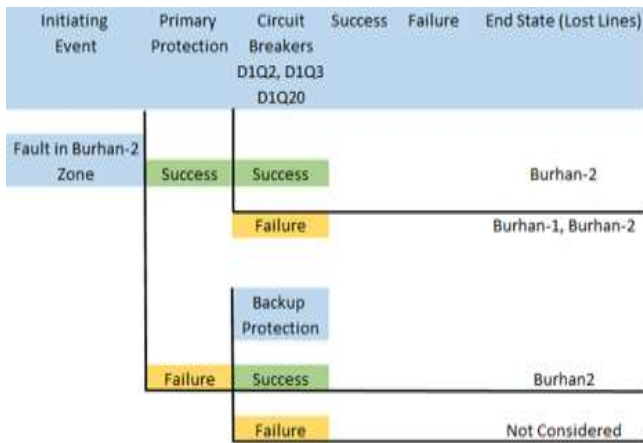 Initiating Event
Primary Protection
Circuit Breakers D1Q2, D1Q3 D1Q20
Success
Failure
End State (Lost Lines)
Fault in Burhan-2 Zone
Success
Success
Burhan-2
Failure
Burhan-1, Burhan-2
Backup Protection
Failure
Success
Burhan2
Failure
Not Considered